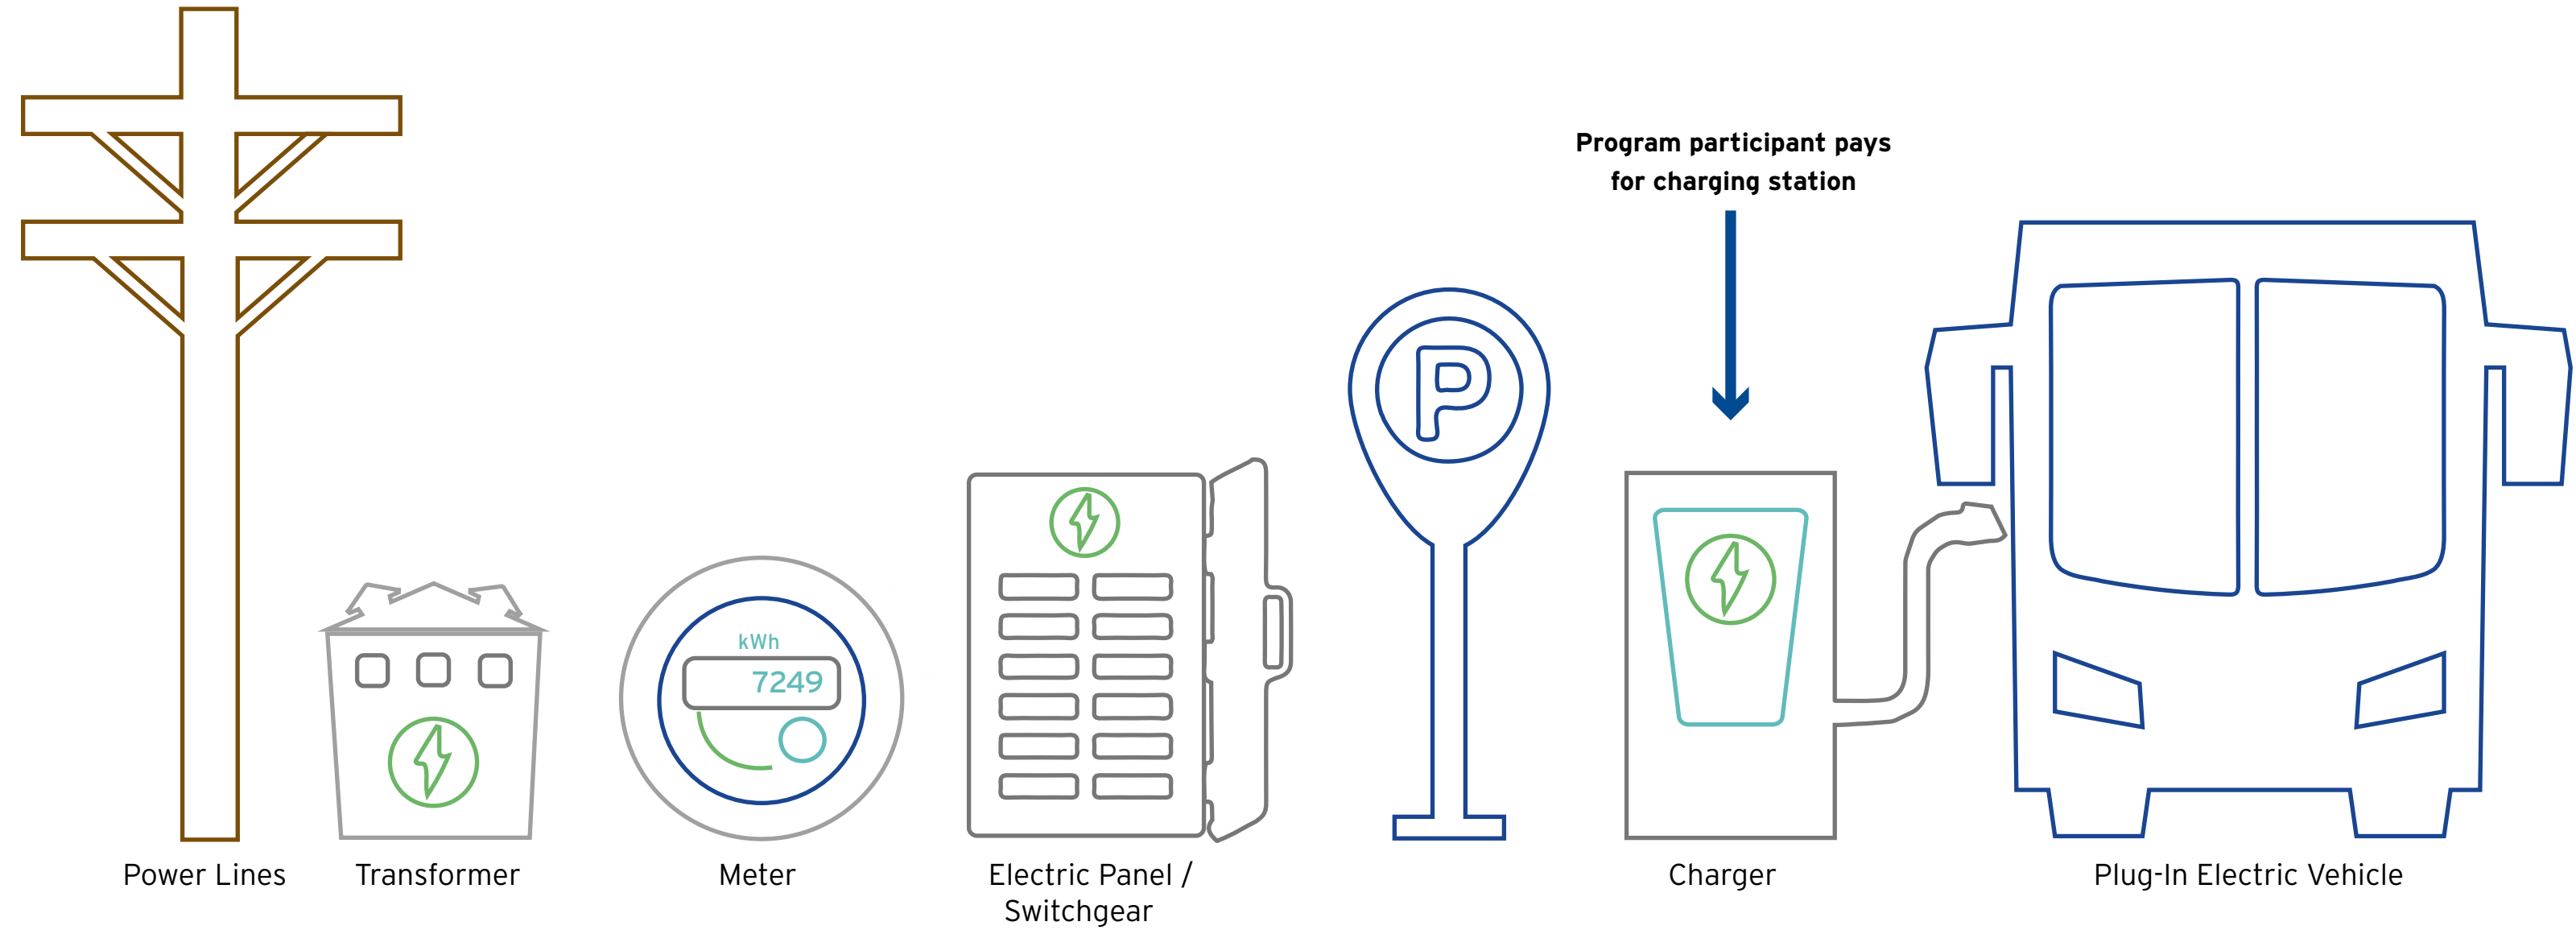 Program participant pays
for charging station
P
kWh
7249
Power Lines
Transformer
Meter
Electric Panel /
Switchgear
Charger
Plug-In Electric Vehicle